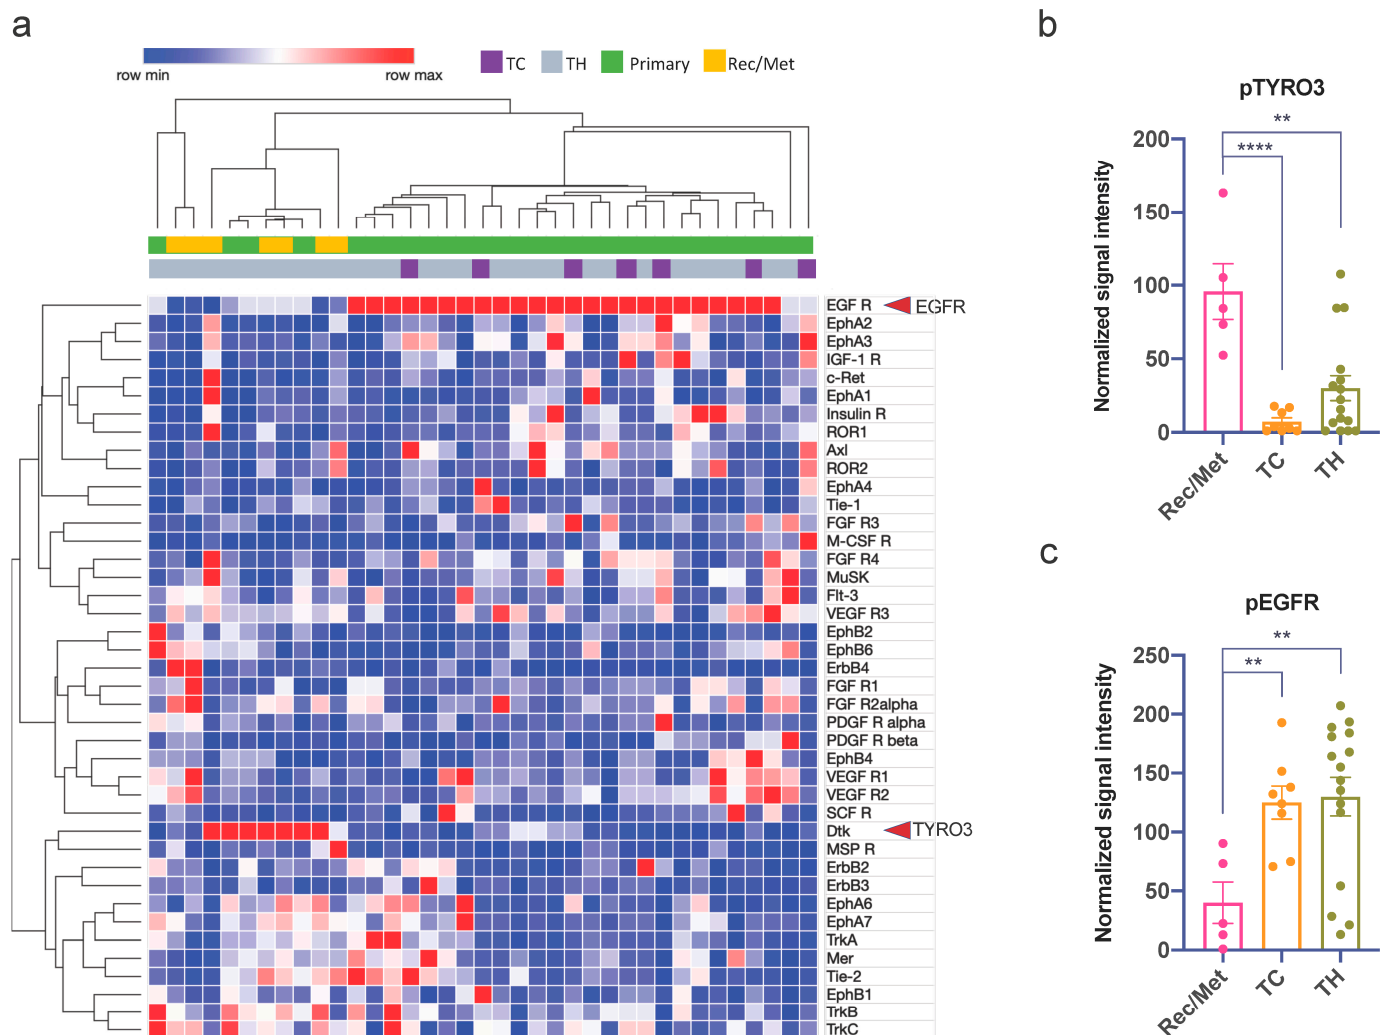 a
row min
row max
TC
TH
Primary
Rec/Met
EGF R
EGFR
EphA2
EphA3
IGF-1 R
c-Ret
EphA1
Insulin R
ROR1
Axl
ROR2
EphA4
Tie-1
FGF R3
M-CSF R
FGF R4
MuSK
Flt-3
VEGF R3
EphB2
EphB6
ErbB4
FGF R1
FGF R2alpha
PDGF R alpha
PDGF R beta
EphB4
VEGF R1
VEGF R2
SCF R
Dtk
TYRO3
MSP R
ErbB2
ErbB3
EphA6
EphA7
TrkA
Mer
Tie-2
EphB1
TrkB
TrkC
b
pTYRO3
**
****
Normalized signal intensity
200
150
100
50
0
Rec/Met
TC
TH
c
pEGFR
**
**
Normalized signal intensity
250
200
150
100
50
0
Rec/Met
TC
TH